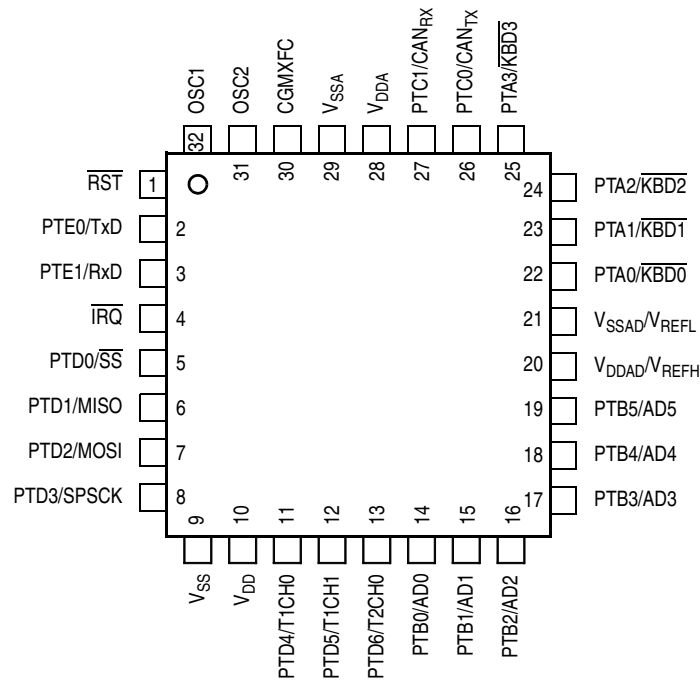 OSC1
OSC2
CGMXFC
VSSA
VDDA
PTC1/CANRX
PTC0/CANTX
PTA3/KBD3
32
31
30
29
28
27
26
25
RST
1
PTE0/TxD
2
PTE1/RxD
3
IRQ
4
PTD0/SS
5
PTD1/MISO
6
PTD2/MOSI
7
PTD3/SPSCK
8
24
PTA2/KBD2
23
PTA1/KBD1
22
PTA0/KBD0
21
VSSAD/VREFL
20
VDDAD/VREFH
19
PTB5/AD5
18
PTB4/AD4
17
PTB3/AD3
9
10
11
12
13
14
15
16
VSS
VDD
PTD4/T1CH0
PTD5/T1CH1
PTD6/T2CH0
PTB0/AD0
PTB1/AD1
PTB2/AD2